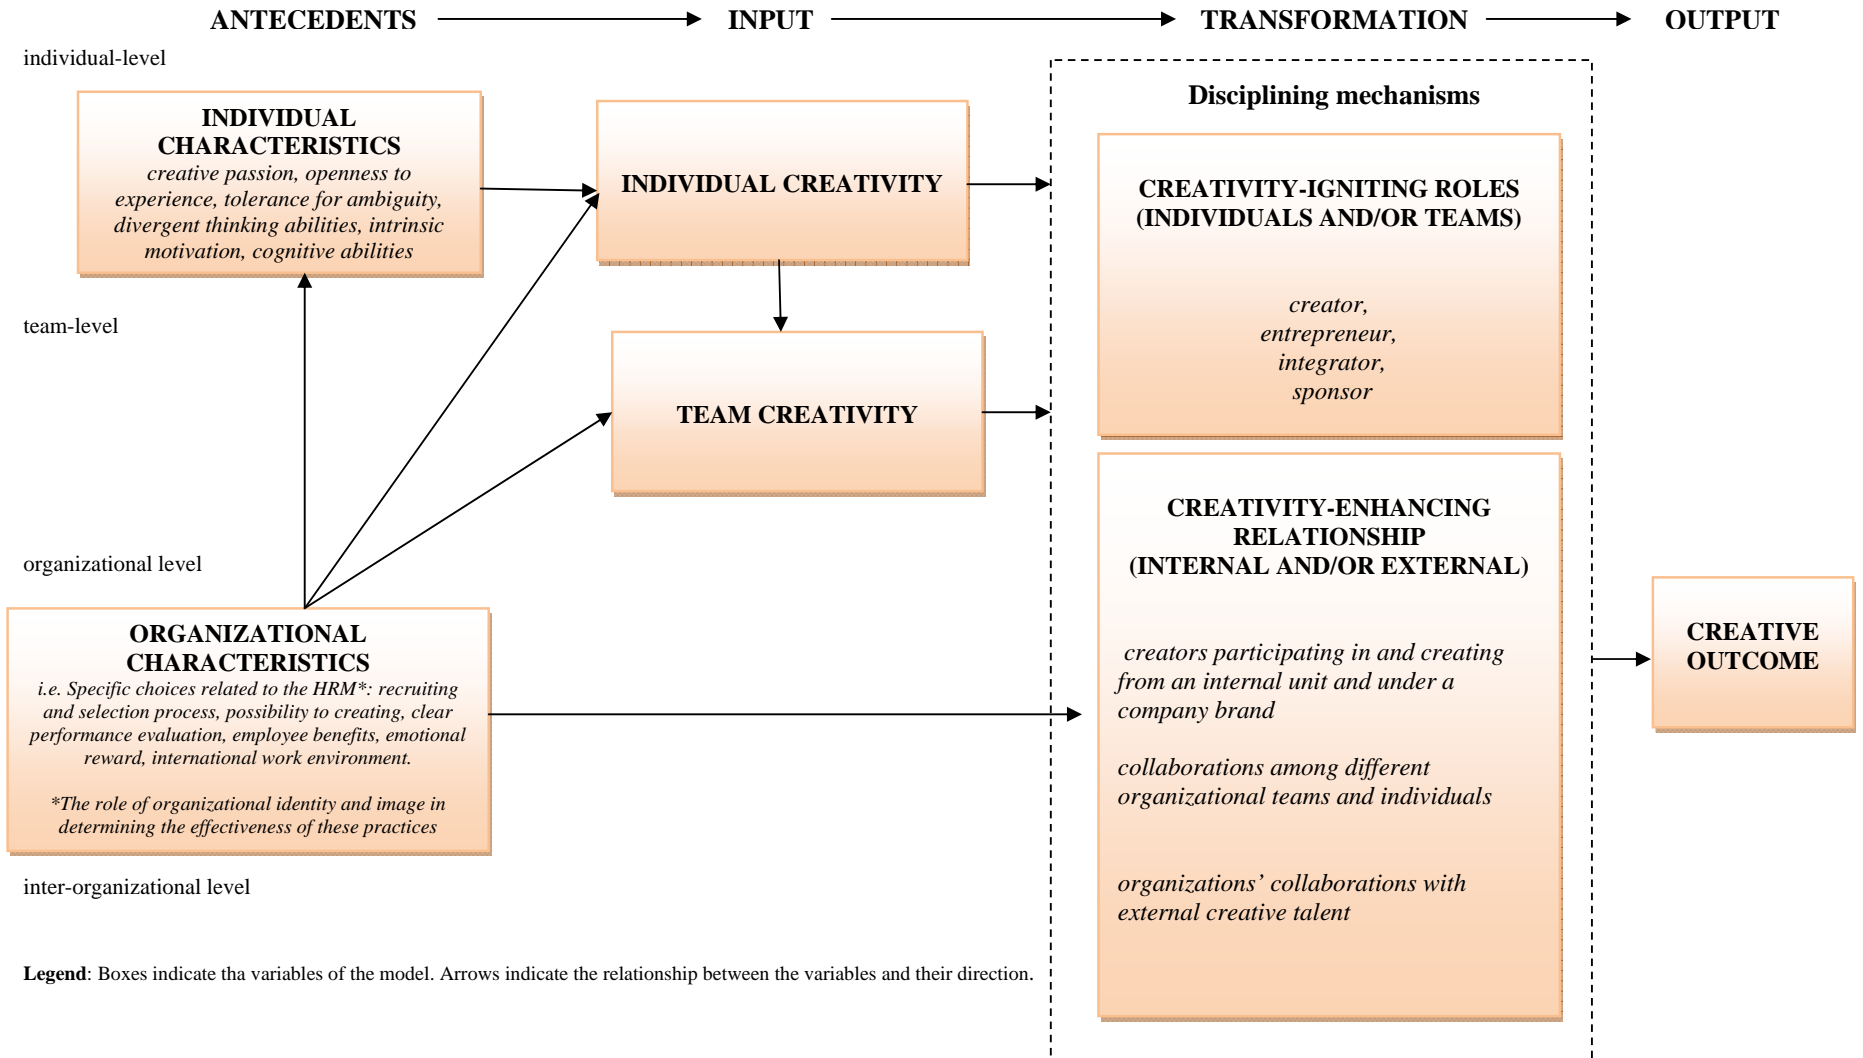 ANTECEDENTS INPUT TRANSFORMATION OUTPUT
individual-level
INDIVIDUAL
CHARACTERISTICS
creative passion, openness to
experience, tolerance for ambiguity,
divergent thinking abilities, intrinsic
motivation, cognitive abilities
INDIVIDUAL CREATIVITY
team-level
TEAM CREATIVITY
organizational level
ORGANIZATIONAL
CHARACTERISTICS
i.e. Specific choices related to the HRM*: recruiting
and selection process, possibility to creating, clear
performance evaluation, employee benefits, emotional
reward, international work environment.
*The role of organizational identity and image in
determining the effectiveness of these practices
inter-organizational level
Disciplining mechanisms
CREATIVITY-IGNITING ROLES
(INDIVIDUALS AND/OR TEAMS)
creator,
entrepreneur,
integrator,
sponsor
CREATIVITY-ENHANCING
RELATIONSHIP
(INTERNAL AND/OR EXTERNAL)
creators participating in and creating
from an internal unit and under a
company brand
collaborations among different
organizational teams and individuals
organizations' collaborations with
external creative talent
CREATIVE
OUTCOME
Legend: Boxes indicate tha variables of the model. Arrows indicate the relationship between the variables and their direction.